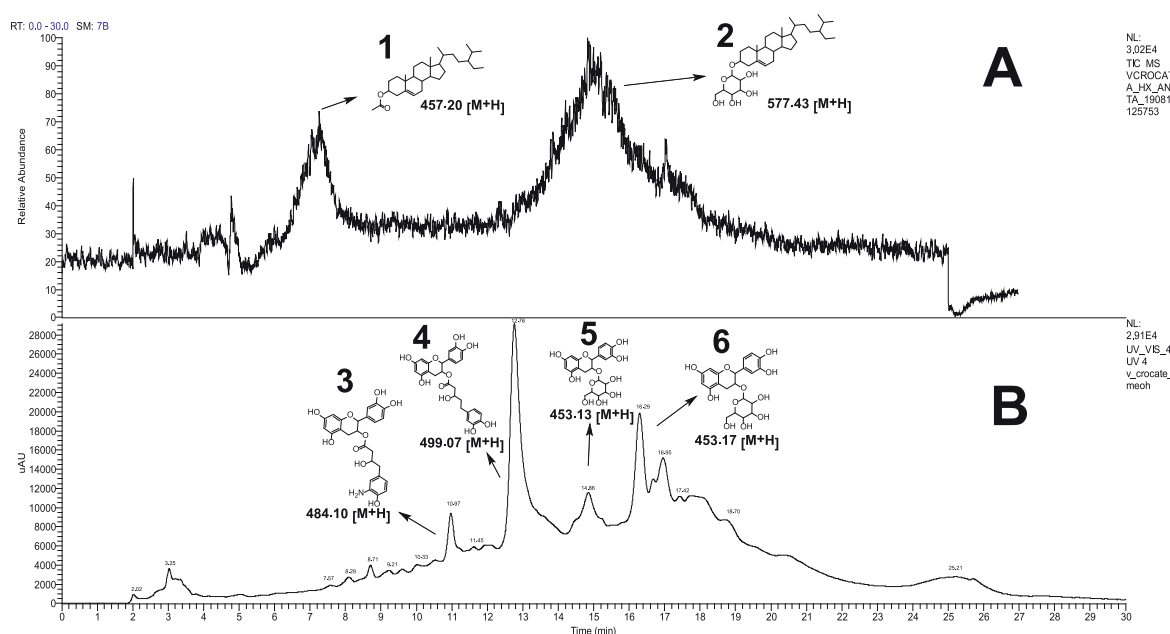 RT: 0.0 - 30.0 SM: 7B
NL:
3,02E4
TIC MS
VCROCA
A_HX_AN
TA_19081
125753
A
1
457.20 [M+H]
2
577.43 [M+H]
Relative Abundance
100
90
80
70
60
50
40
30
20
10
0
NL:
2,91E4
UV_VIS_4
UV 4
v_crocate_
meoh
B
3
484.10 [M+H]
4
499.07 [M+H]
5
453.13 [M+H]
6
453.17 [M+H]
OH
HO
O
H₂N
uAU
28000
26000
24000
22000
20000
18000
16000
14000
12000
10000
8000
6000
4000
2000
0
2.02
3.25
7.57
8.29
8.71
9.21
10.33
10.97
11.45
12.76
14.86
16.29
16.95
17.42
18.70
25.21
0 1 2 3 4 5 6 7 8 9 10 11 12 13 14 15 16 17 18 19 20 21 22 23 24 25 26 27 28 29 30
Time (min)